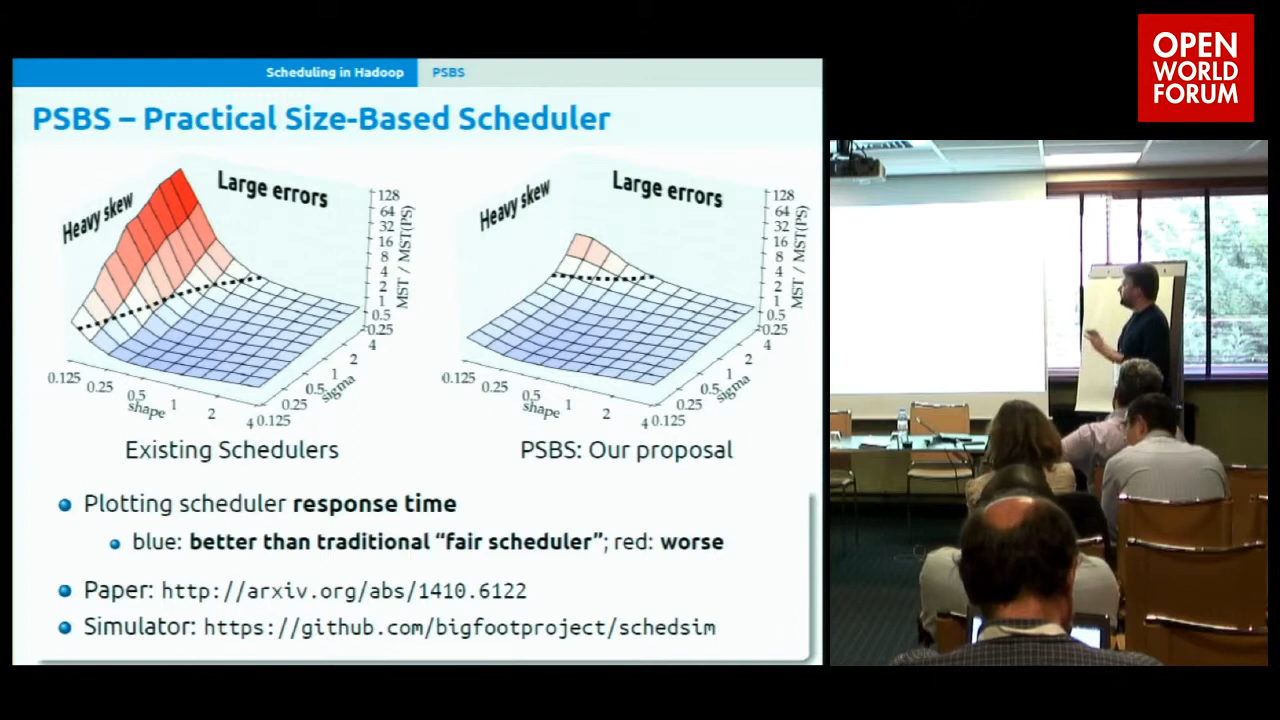 OPEN
WORLD
FORUM
Scheduling in Hadoop PSBS
PSBS – Practical Size-Based Scheduler
Heavy skew
Large errors
128
64
32
16
8
4
2
1
0.5
0.25
MST / MST(PS)
0.125 0.25 0.5 1 2 4
shape
0.125 0.25 0.5 1 2 4
sigma
Existing Schedulers
Heavy skew
Large errors
128
64
32
16
8
4
2
1
0.5
0.25
MST / MST(PS)
0.125 0.25 0.5 1 2 4
shape
0.125 0.25 0.5 1 2 4
sigma
PSBS: Our proposal
Plotting scheduler response time
blue: better than traditional “fair scheduler”; red: worse
Paper: http://arxiv.org/abs/1410.6122
Simulator: https://github.com/bigfootproject/schedsim